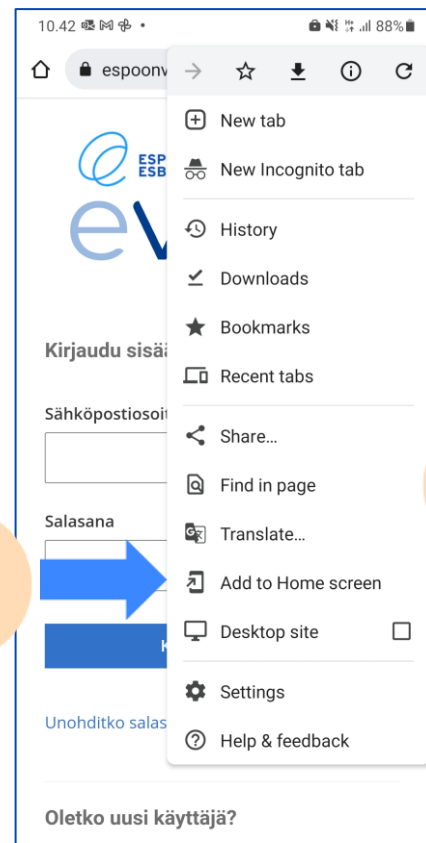 10.42
88%
espoonv
New tab
ESP
ESB
New Incognito tab
eV
History
Downloads
Bookmarks
Kirjaudu sisää
Recent tabs
Sähköpostiosoit
Share...
Find in page
Salasana
Translate...
Add to Home screen
Desktop site
K
Settings
Unohditko salas
Help & feedback
Oletko uusi käyttäjä?